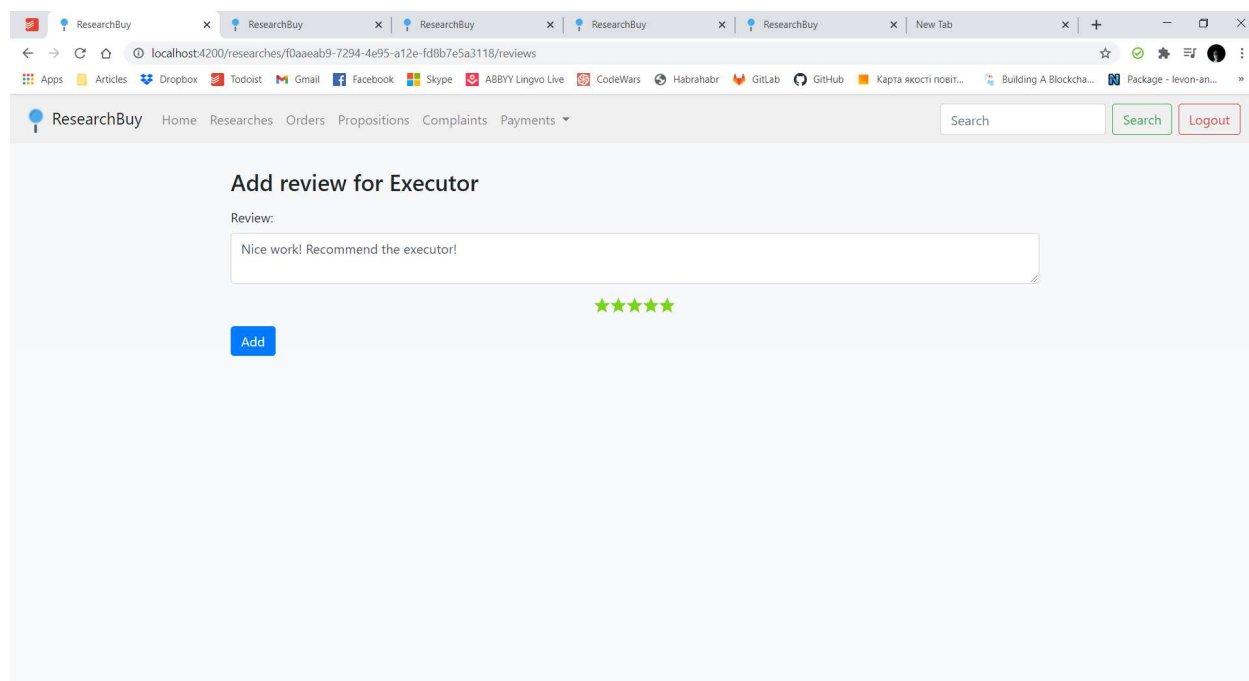 ResearchBuy ResearchBuy ResearchBuy ResearchBuy ResearchBuy New Tab
localhost:4200/researches/f0aaeab9-7294-4e95-a12e-fd8b7e5a3118/reviews
Apps Articles Dropbox Todoist Gmail Facebook Skype ABBYY Lingvo Live CodeWars Habrahabr GitLab GitHub Карта якості повіт... Building A Blockcha... Package - levon-an... »
ResearchBuy Home Researches Orders Propositions Complaints Payments Search Search Logout
Add review for Executor
Review:
Nice work! Recommend the executor!
Add